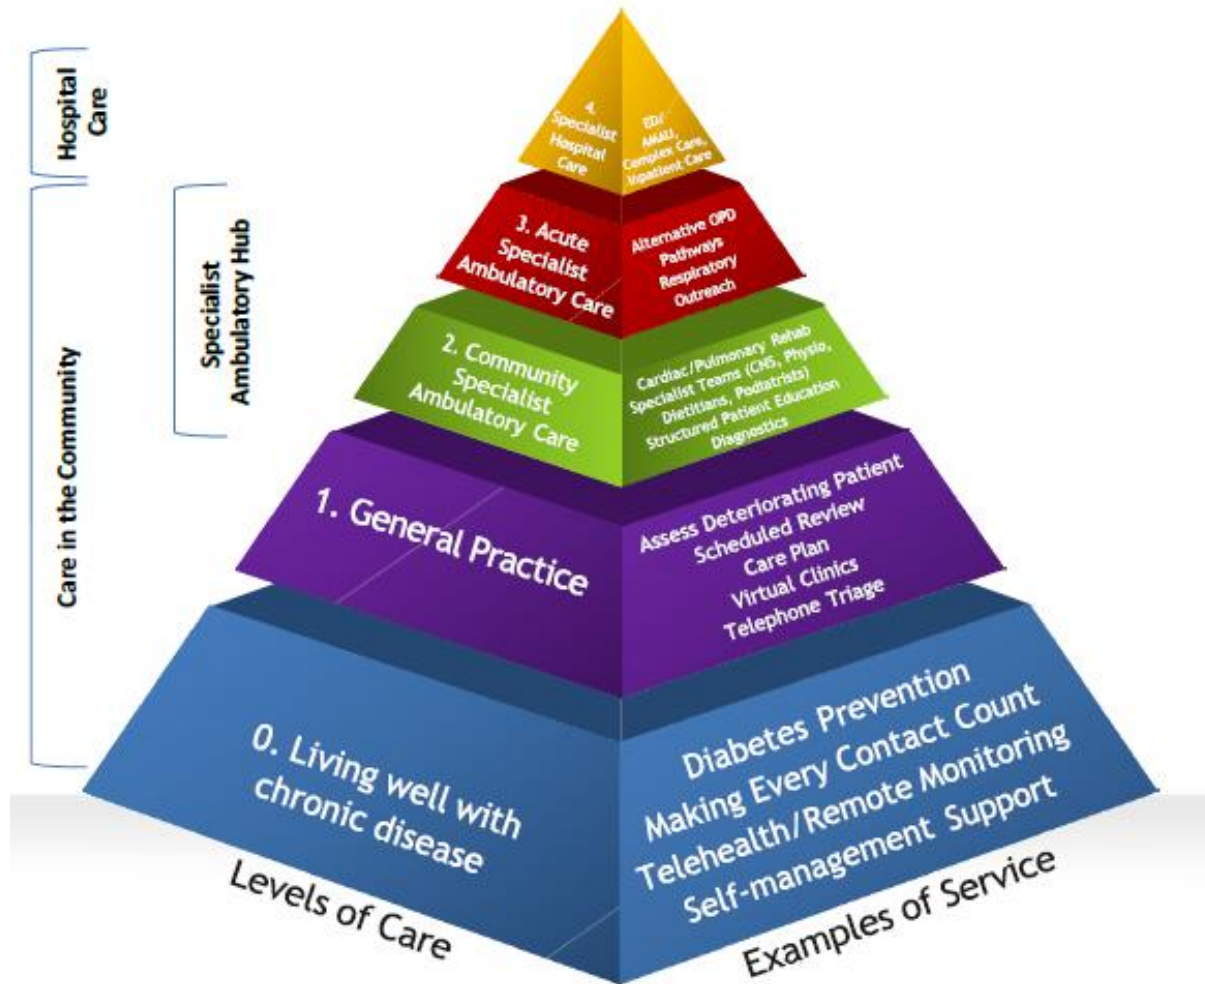 Hospital
Care
Specialist
Ambulatory Hub
Care in the Community
4.
Specialist
Hospital
Care
ED/
AMAU,
Complex Care,
Inpatient Care
3. Acute
Specialist
Ambulatory Care
Alternative OPD
Pathways
Respiratory
Outreach
2. Community
Specialist
Ambulatory Care
Cardiac/Pulmonary Rehab
Specialist Teams (CNS, Physio,
Dietitians, Podiatrists)
Structured Patient Education
Diagnostics
1. General Practice
Assess Deteriorating Patient
Scheduled Review
Care Plan
Virtual Clinics
Telephone Triage
0. Living well with
chronic disease
Diabetes Prevention
Making Every Contact Count
Telehealth/Remote Monitoring
Self-management Support
Levels of Care
Examples of Service